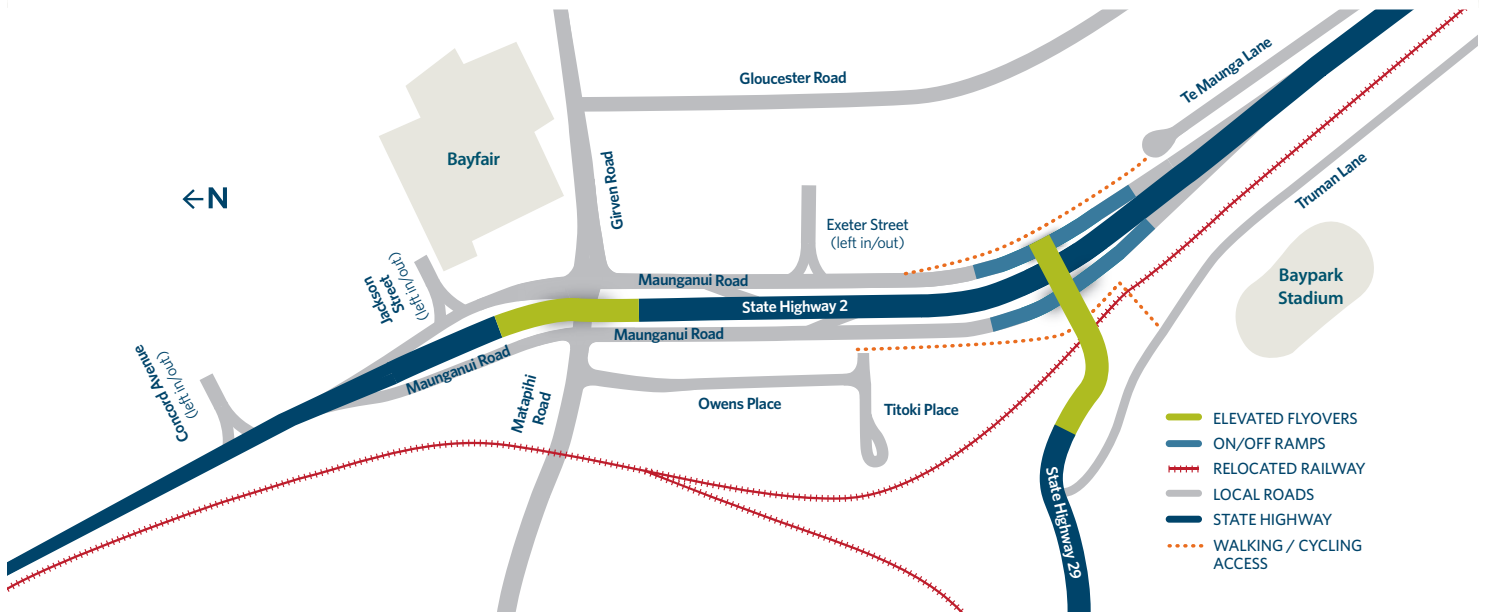 Gloucester Road
Te Maunga Lane
Bayfair
Girven Road
Truman Lane
←N
Exeter Street
(left in/out)
Jackson
Street
(left in/out)
Maunganui Road
Baypark
Stadium
State Highway 2
Maunganui Road
Maunganui Road
Concord Avenue
(left in/out)
Matapihi
Road
Owens Place
Titoki Place
State Highway 29
ELEVATED FLYOVERS
ON/OFF RAMPS
RELOCATED RAILWAY
LOCAL ROADS
STATE HIGHWAY
WALKING / CYCLING
ACCESS